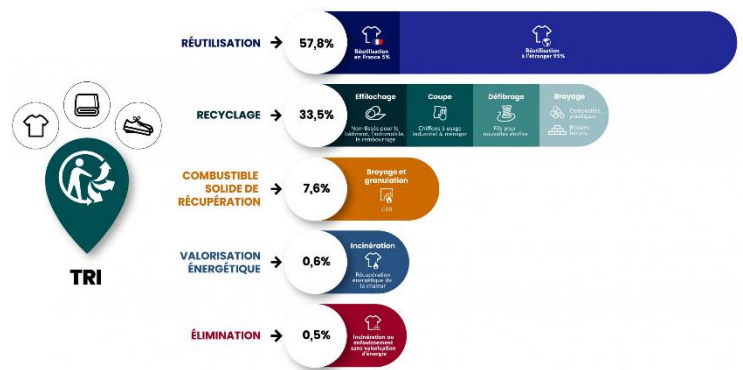 RÉUTILISATION
57,8%
Réutilisation
en France 5%
Réutilisation
à l'étranger 95%
RECYCLAGE
33,5%
Effilochage
Non-tissés pour le
bâtiment, l'automobile,
le rembourrage
Coupe
Chiffons à usage
industriel & ménager
Défibrage
Fils pour
nouvelles étoffes
Broyage
Composites,
plastiques
Briques,
bétons
COMBUSTIBLE
SOLIDE DE
RÉCUPÉRATION
7,6%
Broyage et
granulation
CSR
VALORISATION
ÉNERGÉTIQUE
0,6%
Incinération
Récupération
énergétique de
la chaleur
ÉLIMINATION
0,5%
Incinération ou
enfouissement
sans valorisation
d'énergie
TRI